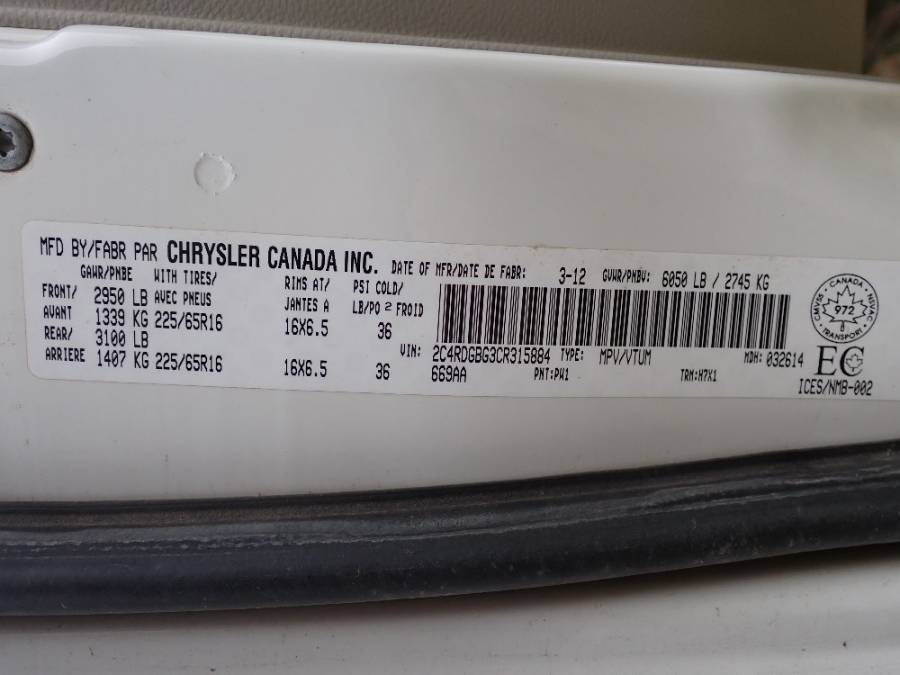 MFD BY/FABR PAR CHRYSLER CANADA INC. DATE OF MFR/DATE DE FABR: 3-12 GVWR/PNBV: 6050 LB / 2745 KG
GAWR/PNBE WITH TIRES/ RIMS AT/ PSI COLD/
FRONT/ 2950 LB AVEC PNEUS JANTES A LB/PO 2 FROID
AVANT 1339 KG 225/65R16 16X6.5 36
REAR/ 3100 LB
ARRIERE 1407 KG 225/65R16 16X6.5 36
VIN: 2C4RDGBG3CR315884 TYPE: MPV/VTUM MDH: 032614
669AA PNT:PW1 TRM:H7X1
CANADA
CMVSS NSVAC
972
TRANSPORT
EC
ICES/NMB-002